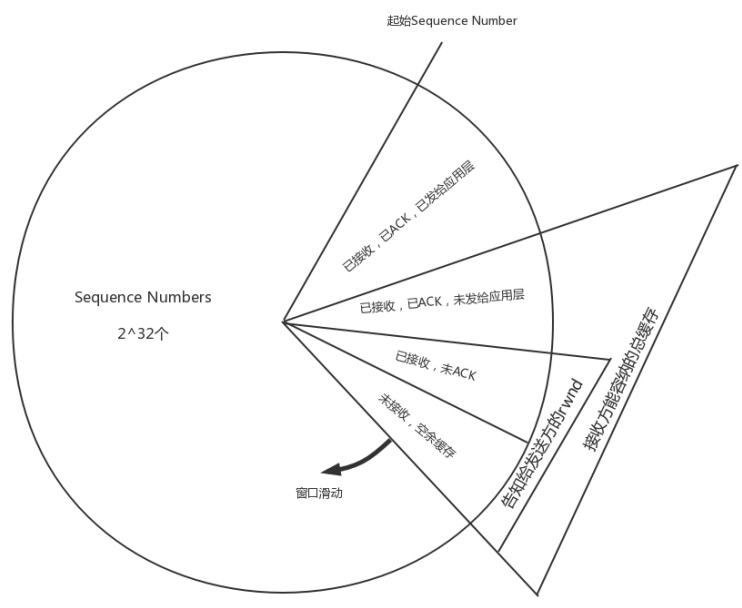 起始Sequence Number
已接收，已ACK，已发给应用层
Sequence Numbers
2^32个
已接收，已ACK，未发给应用层
已接收，未ACK
未接收，空余缓存
告知给发送方的rwnd
接收方能容纳的总缓存
窗口滑动